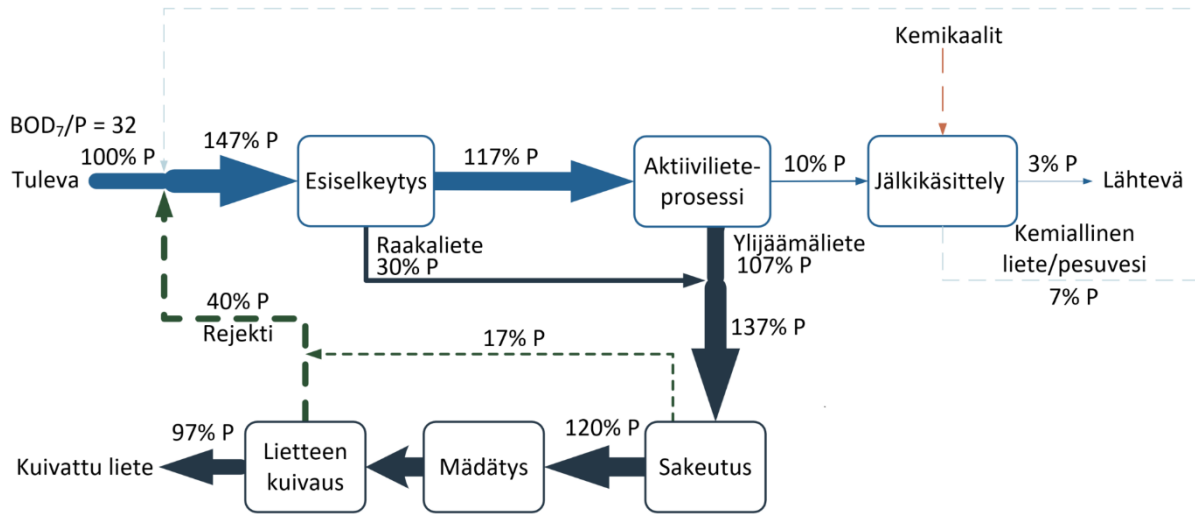 Kemikaalit
BOD₇/P = 32
100% P
147% P
117% P
10% P
3% P
Tuleva
Esiselkeytys
Aktiiviliete-
prosessi
Jälkikäsittely
Lähtevä
Raakaliete
30% P
Ylijäämäliete
107% P
Kemiallinen
liete/pesuvesi
7% P
40% P
Rejekti
17% P
137% P
97% P
120% P
Kuivattu liete
Lietteen
kuivaus
Mädätys
Sakeutus